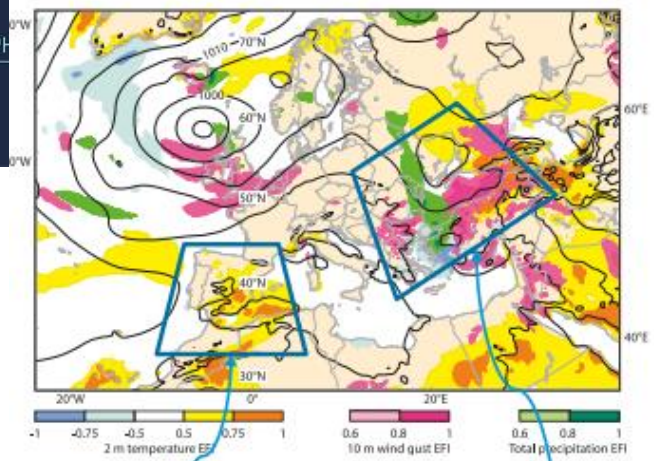 0°W
1010
70°N
1000
60°N
60°E
0°W
50°N
40°N
40°E
30°N
20°W 0° 20°E
-1 -0.75 -0.5 0.5 0.75 1 0.6 0.8 1 0.6 0.8 1
2 m temperature EFI 10 m wind gust EFI Total precipitation EFI